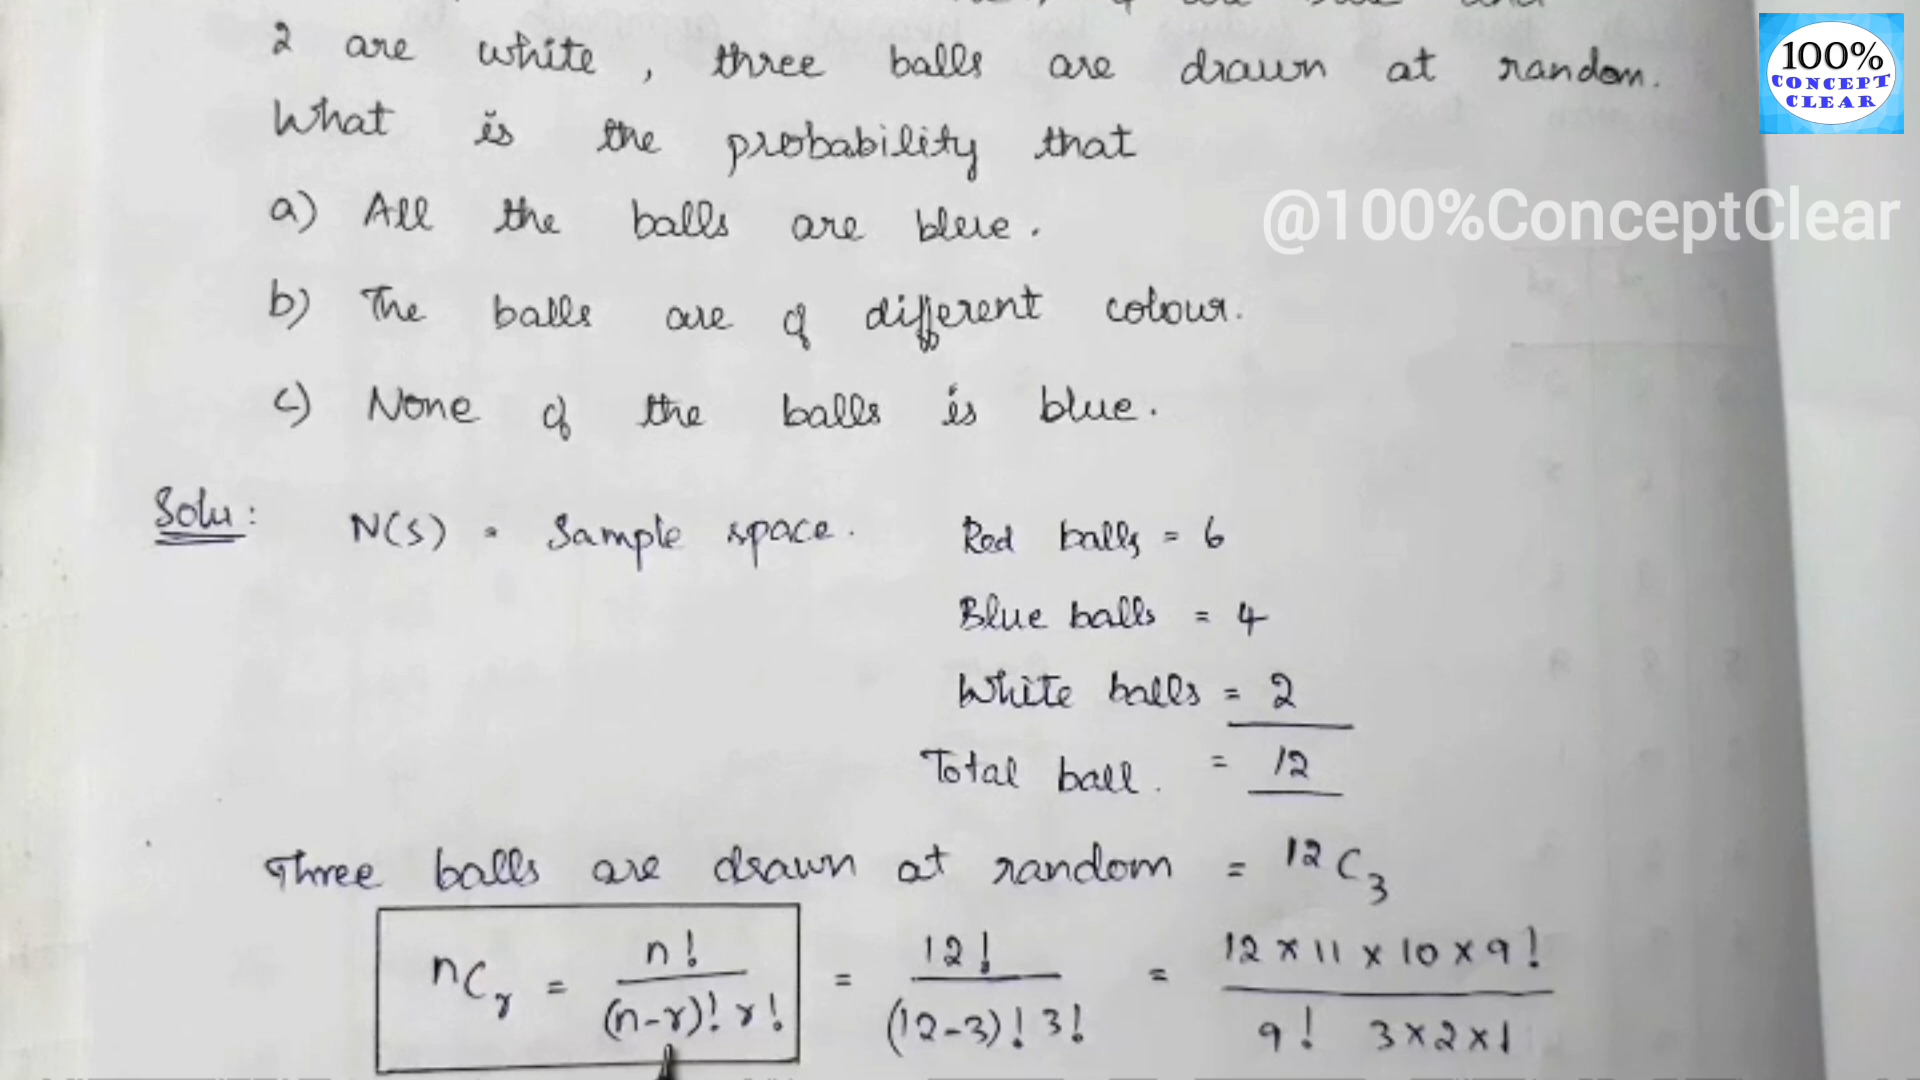 2 are white, three balls are drawn at random.
What is the probability that
a) All the balls are blue.
b) The balls are of different colour.
c) None of the balls is blue.
Solu: N(S) = Sample space. Red balls = 6
Blue balls = 4
White balls = 2
Total ball. = 12
Three balls are drawn at random = 12C3
nCr = n! / (n-r)! r! = 12! / (12-3)! 3! = 12 × 11 × 10 × 9! / 9! 3×2×1
100%
CONCEPT
CLEAR
@100%ConceptClear